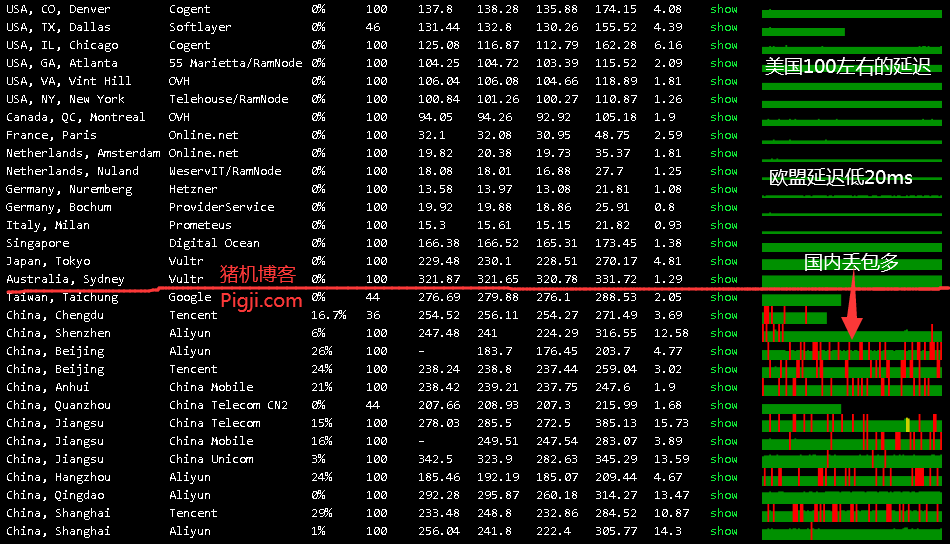 USA, CO, Denver Cogent 0% 100 137.8 138.28 135.88 174.15 4.08 show
USA, TX, Dallas Softlayer 0% 46 131.44 132.8 130.26 155.52 4.39 show
USA, IL, Chicago Cogent 0% 100 125.08 116.87 112.79 162.28 6.16 show
USA, GA, Atlanta 55 Marietta/RamNode 0% 100 104.25 104.72 103.39 115.52 2.09 show
美国100左右的延迟
USA, VA, Vint Hill OVH 0% 100 106.04 106.08 104.66 118.89 1.81 show
USA, NY, New York Telehouse/RamNode 0% 100 100.84 101.26 100.27 110.87 1.26 show
Canada, QC, Montreal OVH 0% 100 94.05 94.26 92.92 105.18 1.9 show
France, Paris Online.net 0% 100 32.1 32.08 30.95 48.75 2.59 show
Netherlands, Amsterdam Online.net 0% 100 19.82 20.38 19.73 35.37 1.81 show
Netherlands, Nuland WeservIT/RamNode 0% 100 18.08 18.01 16.88 27.7 1.25 show
欧盟延迟低20ms
Germany, Nuremberg Hetzner 0% 100 13.58 13.97 13.08 21.81 1.08 show
Germany, Bochum ProviderService 0% 100 19.92 19.88 18.86 25.91 0.8 show
Italy, Milan Prometeus 0% 100 15.3 15.61 15.15 21.82 0.93 show
Singapore Digital Ocean 0% 100 166.38 166.52 165.31 173.45 1.38 show
Japan, Tokyo Vultr 0% 100 229.48 230.1 228.51 270.17 4.81 show
国内丢包多
猪机博客
Australia, Sydney Vultr 0% 100 321.87 321.65 320.78 331.72 1.29 show
Pigji.com
Taiwan, Taichung Google 0% 44 276.69 279.88 276.1 288.53 2.05 show
China, Chengdu Tencent 16.7% 36 254.52 256.11 254.27 271.49 3.69 show
China, Shenzhen Aliyun 6% 100 247.48 241 224.29 316.55 12.58 show
China, Beijing Aliyun 26% 100 – 183.7 176.45 203.7 4.77 show
China, Beijing Tencent 24% 100 238.24 238.8 237.44 259.04 3.02 show
China, Anhui China Mobile 21% 100 238.42 239.21 237.75 247.6 1.9 show
China, Quanzhou China Telecom CN2 0% 44 207.66 208.93 207.3 215.99 1.68 show
China, Jiangsu China Telecom 15% 100 278.03 285.5 272.5 385.13 15.73 show
China, Jiangsu China Mobile 16% 100 – 249.51 247.54 283.07 3.89 show
China, Jiangsu China Unicom 3% 100 342.5 323.9 282.63 345.29 13.59 show
China, Hangzhou Aliyun 24% 100 185.46 192.19 185.07 209.44 4.67 show
China, Qingdao Aliyun 0% 100 292.28 295.87 260.18 314.27 13.47 show
China, Shanghai Tencent 29% 100 233.48 248.8 232.86 284.52 10.87 show
China, Shanghai Aliyun 1% 100 256.04 241.8 222.4 305.77 14.3 show